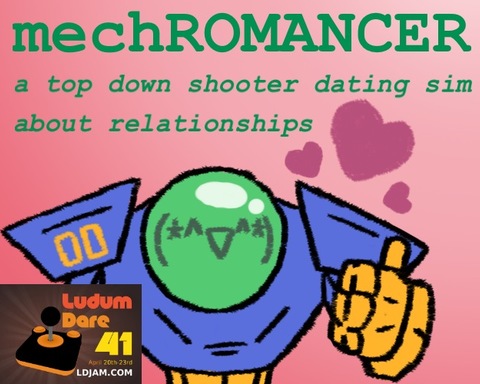 mechROMANCER
a top down shooter dating sim
about relationships
(*^▽^*)
00
Ludum
Dare
41
April 20th-23rd
LDJAM.COM